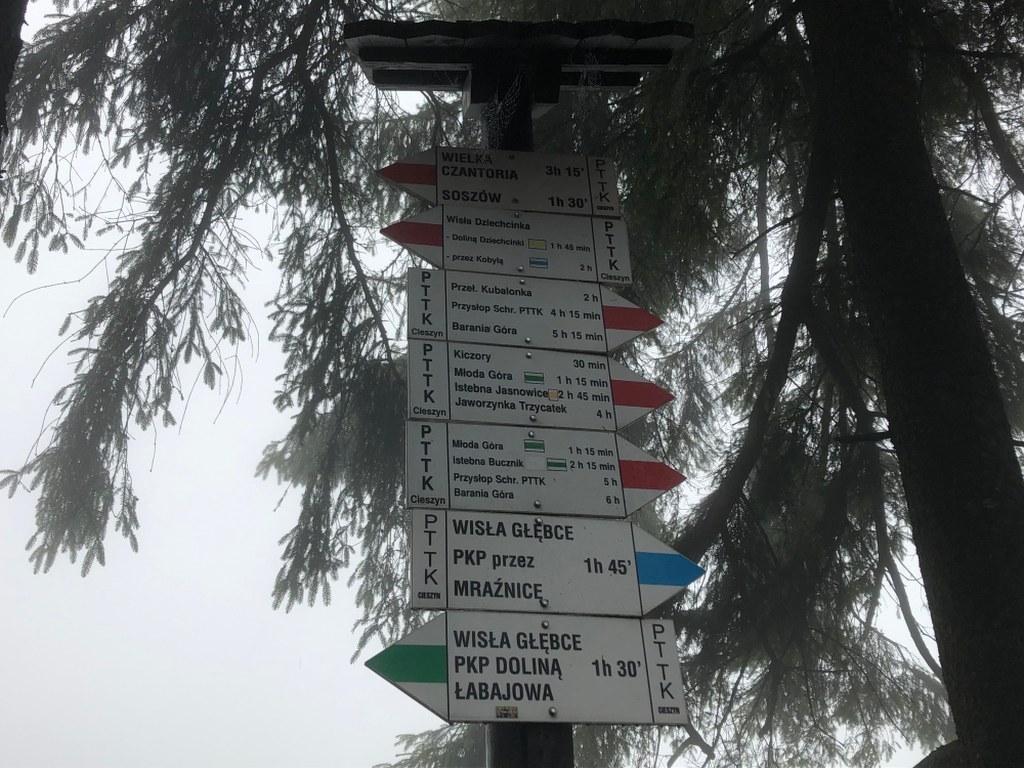 WIELKA
CZANTORIA 3h 15'
SOSZÓW 1h 30'
PTTK
CIESZYN
Wisła Dziechcinka
- Doliną Dziechcinki 1 h 45 min
- przez Kobylą 2 h
PTTK
Cieszyn
PTTK
Cieszyn
Przeł. Kubalonka 2 h
Przysłop Schr. PTTK 4 h 15 min
Barania Góra 5 h 15 min
PTTK
Cieszyn
Kiczory 30 min
Młoda Góra 1 h 15 min
Istebna Jasnowice 2 h 45 min
Jaworzynka Trzycatek 4 h
PTTK
Cieszyn
Młoda Góra 1 h 15 min
Istebna Bucznik 2 h 15 min
Przysłop Schr. PTTK 5 h
Barania Góra 6 h
PTTK
CIESZYN
WISŁA GŁĘBCE
PKP przez 1h 45'
MRAŹNICĘ
WISŁA GŁĘBCE
PKP DOLINĄ 1h 30'
ŁABAJOWA
PTTK
CIESZYN